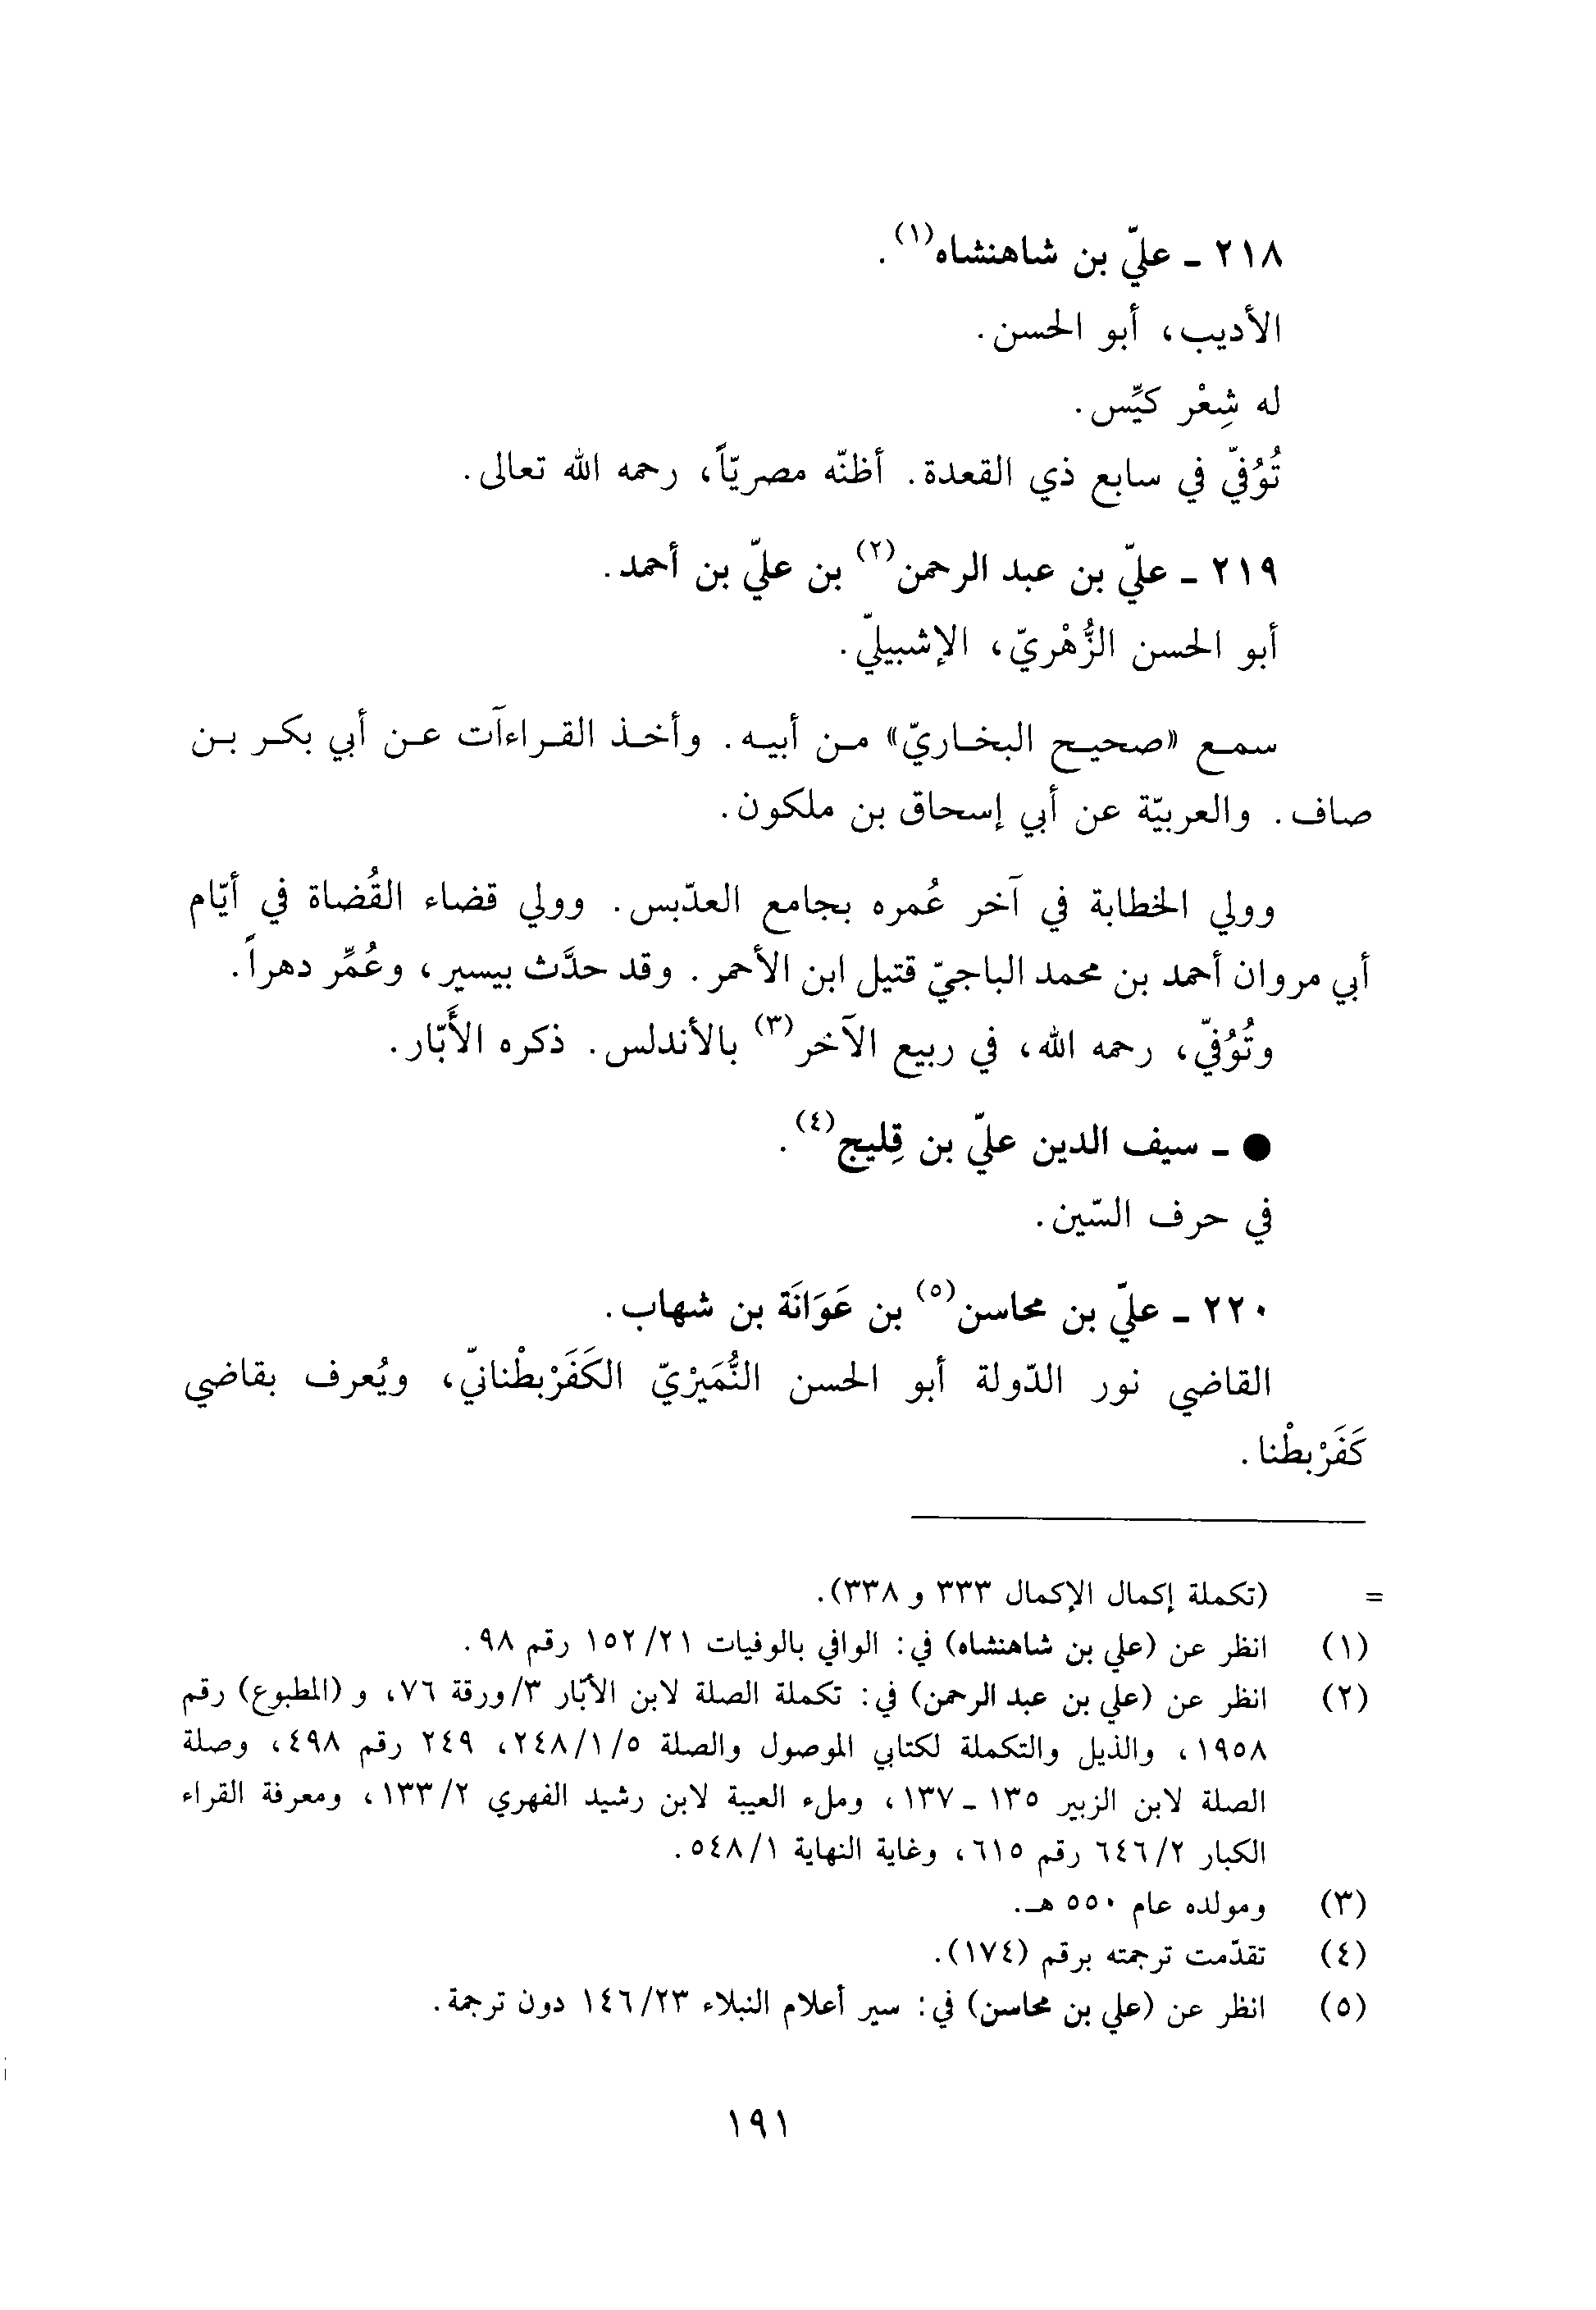 ٢١٨ ـ عليّ بن شاهنشاه(١).
الأديب، أبو الحسن.
له شِعْر كيِّس.
تُوُفيّ في سابع ذي القعدة. أظنّه مصريّاً، رحمه الله تعالى.
٢١٩ ـ عليّ بن عبد الرحمن(٢) بن عليّ بن أحمد.
أبو الحسن الزُّهْريّ، الإشبيليّ.
سمع «صحيح البخاريّ» من أبيه. وأخذ القراءآت عن أبي بكر بن
صاف. والعربيّة عن أبي إسحاق بن ملكون.
وولي الخطابة في آخر عُمره بجامع العدّبس. وولي قضاء القُضاة في أيّام
أبي مروان أحمد بن محمد الباجيّ قتيل ابن الأحمر. وقد حدَّث بيسير، وعُمِّر دهراً.
وتُوُفيّ، رحمه الله، في ربيع الآخر(٣) بالأندلس. ذكره الأَبّار.
● ـ سيف الدين عليّ بن قِليج(٤).
في حرف السّين.
٢٢٠ ـ عليّ بن محاسن(٥) بن عَوَانَة بن شهاب.
القاضي نور الدّولة أبو الحسن النُّمَيْريّ الكَفَرْبطْنانيّ، ويُعرف بقاضي
كَفَرْبطْنا.
= (تكملة إكمال الإكمال ٣٣٣ و ٣٣٨).
(١) انظر عن (علي بن شاهنشاه) في: الوافي بالوفيات ٢١/ ١٥٢ رقم ٩٨.
(٢) انظر عن (علي بن عبد الرحمن) في: تكملة الصلة لابن الأبّار ٣/ورقة ٧٦، و (المطبوع) رقم
١٩٥٨، والذيل والتكملة لكتابي الموصول والصلة ٥/ ٢٤٨/١، ٢٤٩ رقم ٤٩٨، وصلة
الصلة لابن الزبير ١٣٥ ـ ١٣٧، وملء العيبة لابن رشيد الفهري ٢/ ١٣٣، ومعرفة القراء
الكبار ٢/ ٦٤٦ رقم ٦١٥، وغاية النهاية ١/ ٥٤٨.
(٣) ومولده عام ٥٥٠ هـ.
(٤) تقدّمت ترجمته برقم (١٧٤).
(٥) انظر عن (علي بن محاسن) في: سير أعلام النبلاء ٢٣/ ١٤٦ دون ترجمة.
١٩١